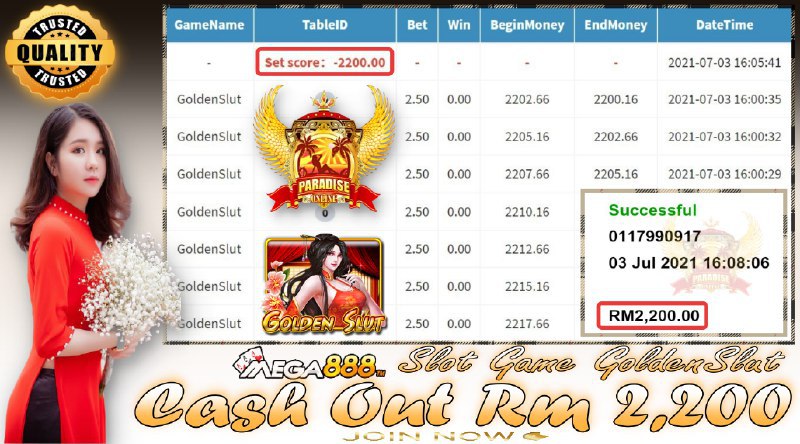 TRUSTED
QUALITY
TRUSTED
GameName TableID Bet Win BeginMoney EndMoney DateTime
- Set score: -2200.00 - - - - 2021-07-03 16:05:41
GoldenSlut 2.50 0.00 2202.66 2200.16 2021-07-03 16:00:35
GoldenSlut 2.50 0.00 2205.16 2202.66 2021-07-03 16:00:32
GoldenSlut 2.50 0.00 2207.66 2205.16 2021-07-03 16:00:29
GoldenSlut 2.50 0.00 2210.16
GoldenSlut 2.50 0.00 2212.66
GoldenSlut 2.50 0.00 2215.16
GoldenSlut 2.50 0.00 2217.66
PARADISE
ONLINE
0
GOLDEN SLUT
Successful
0117990917
03 Jul 2021 16:08:06
RM2,200.00
MEGA888™ Slot Game GoldenSlut
Cash Out Rm 2,200
JOIN NOW